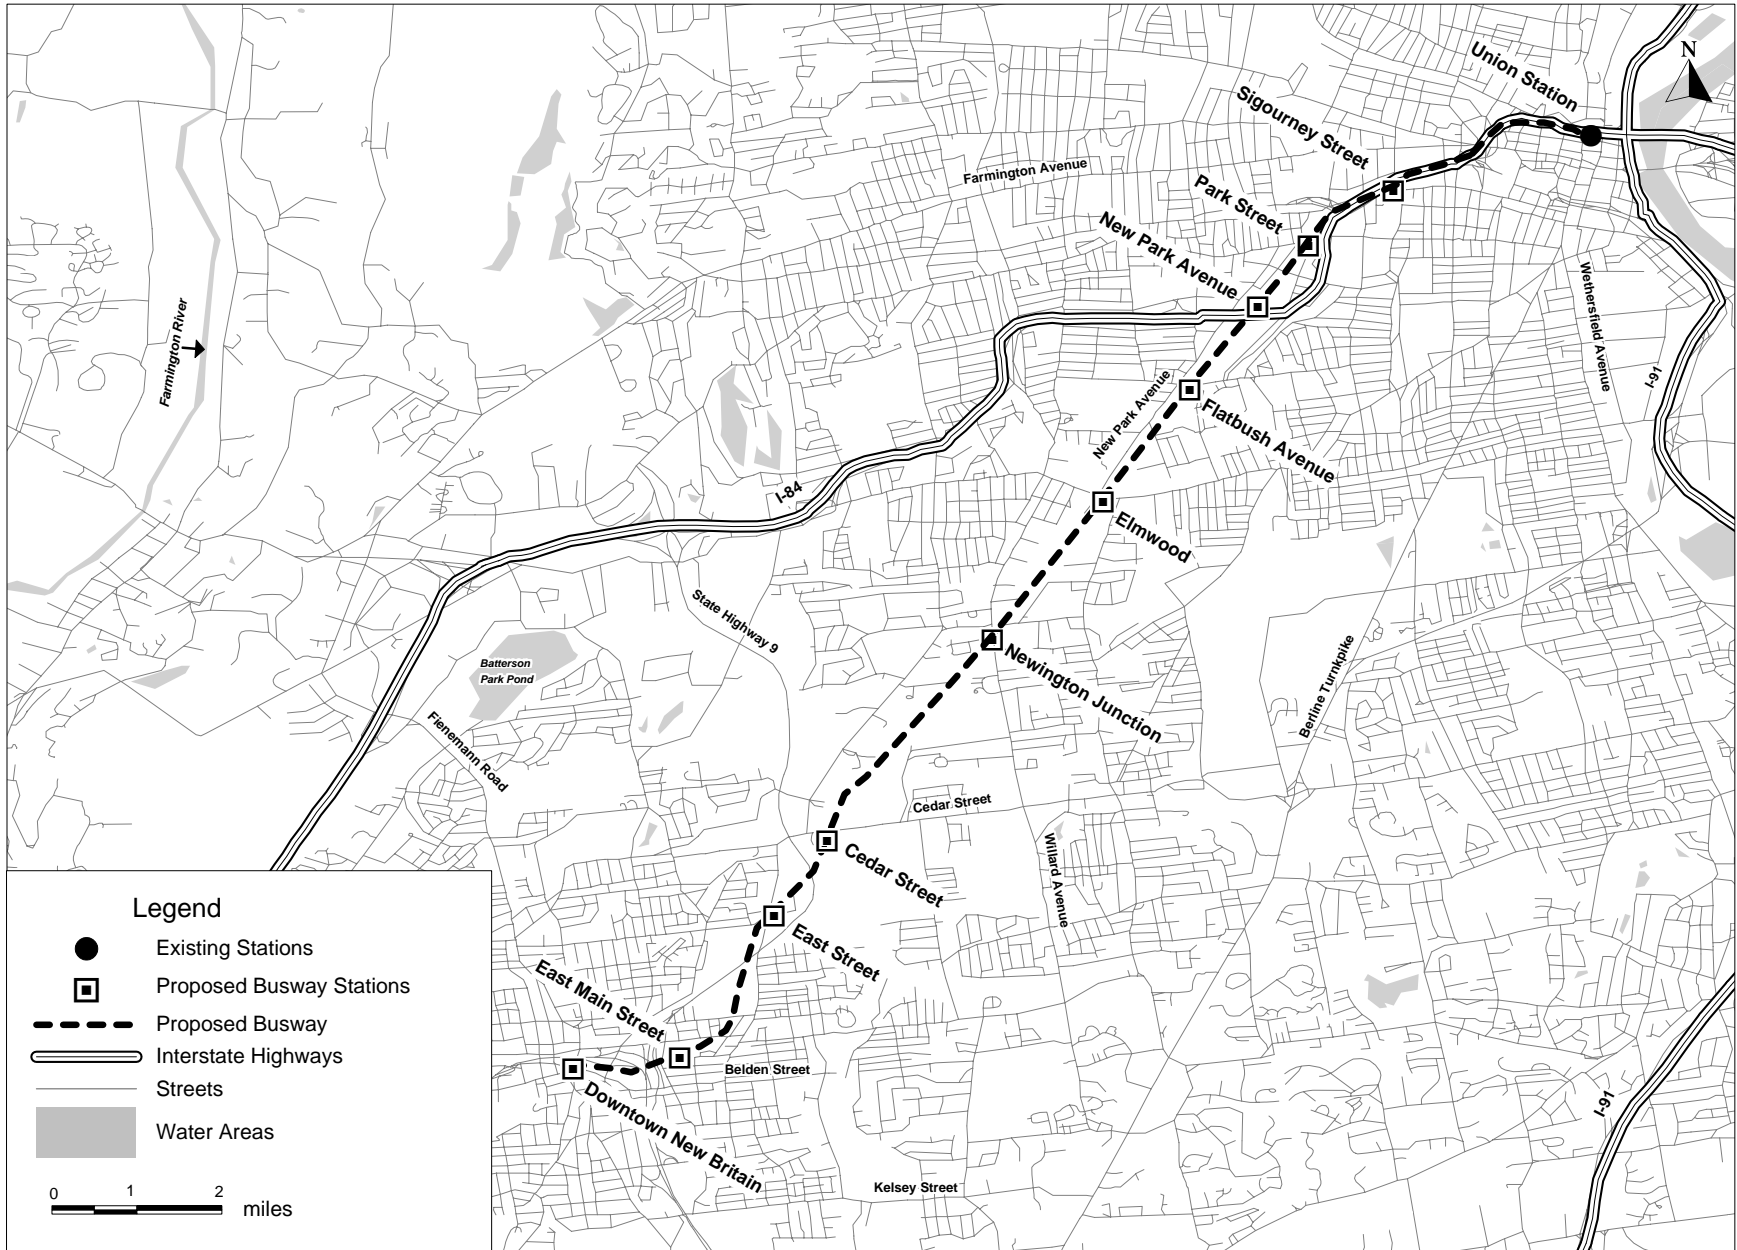 N
Union Station
Sigourney Street
Farmington Avenue
Park Street
New Park Avenue
Wethersfield Avenue
Farmington River
I-91
New Park Avenue
Flatbush Avenue
I-84
Elmwood
State Highway 9
Batterson
Park Pond
Newington Junction
Berline Turnkpike
Fienemann Road
Cedar Street
Cedar Street
Willard Avenue
East Street
East Main Street
Belden Street
Downtown New Britain
I-91
Kelsey Street
Legend
Existing Stations
Proposed Busway Stations
Proposed Busway
Interstate Highways
Streets
Water Areas
0 1 2
miles